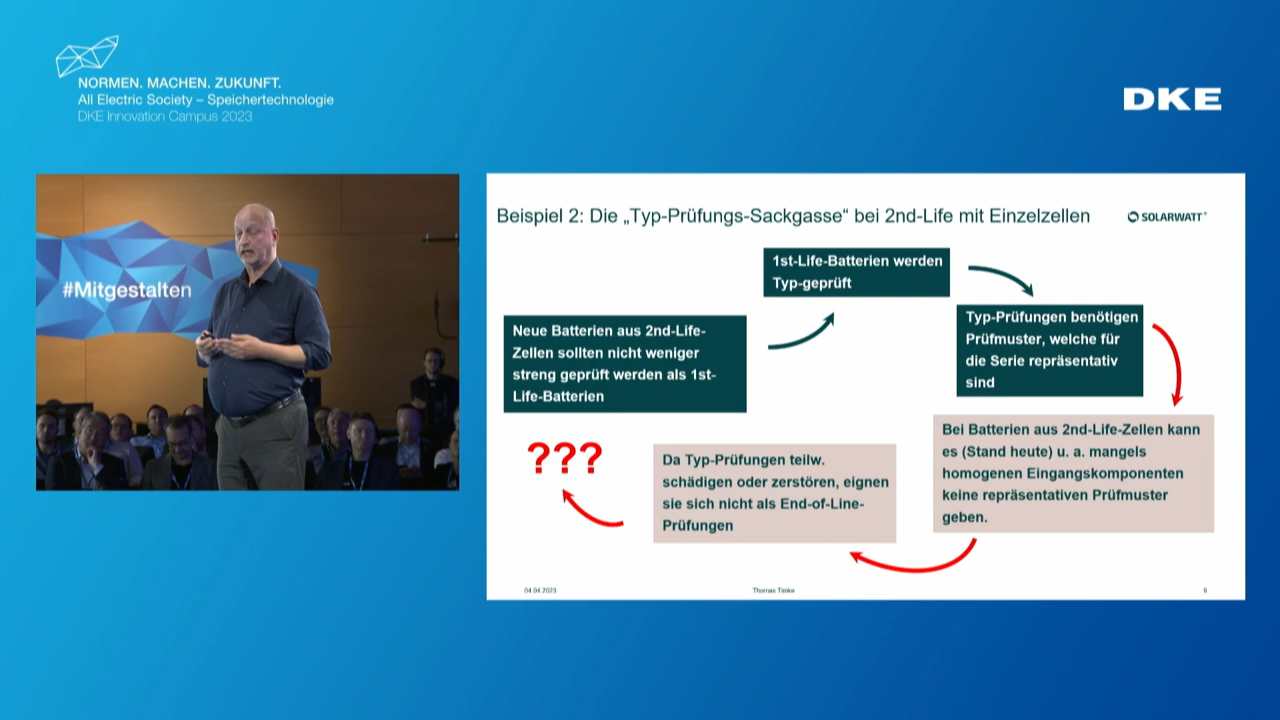 NORMEN. MACHEN. ZUKUNFT.
All Electric Society – Speichertechnologie
DKE Innovation Campus 2023
DKE
#Mitgestalten
Beispiel 2: Die „Typ-Prüfungs-Sackgasse“ bei 2nd-Life mit Einzelzellen
SOLARWATT®
1st-Life-Batterien werden
Typ-geprüft
Typ-Prüfungen benötigen
Prüfmuster, welche für
die Serie repräsentativ
sind
Neue Batterien aus 2nd-Life-
Zellen sollten nicht weniger
streng geprüft werden als 1st-
Life-Batterien
Bei Batterien aus 2nd-Life-Zellen kann
es (Stand heute) u. a. mangels
homogenen Eingangskomponenten
keine repräsentativen Prüfmuster
geben.
Da Typ-Prüfungen teilw.
schädigen oder zerstören, eignen
sie sich nicht als End-of-Line-
Prüfungen
???
04.04.2023
Thomas Timke
6